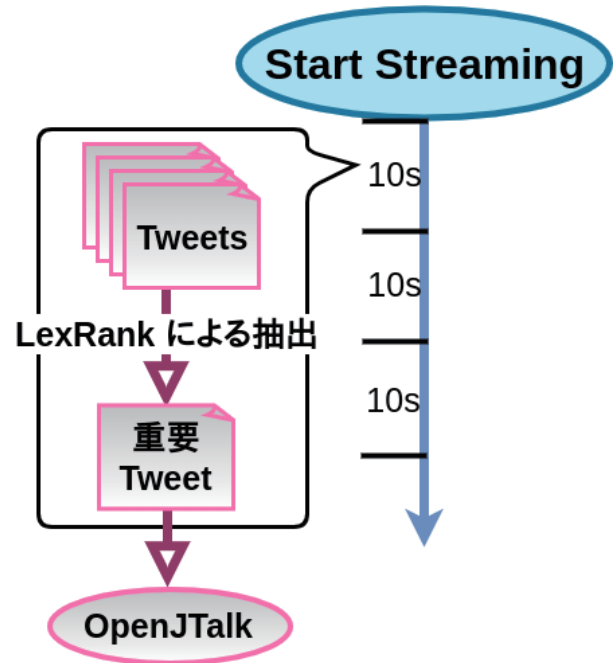 Start Streaming
10s
10s
10s
Tweets
LexRank による抽出
重要
Tweet
OpenJTalk